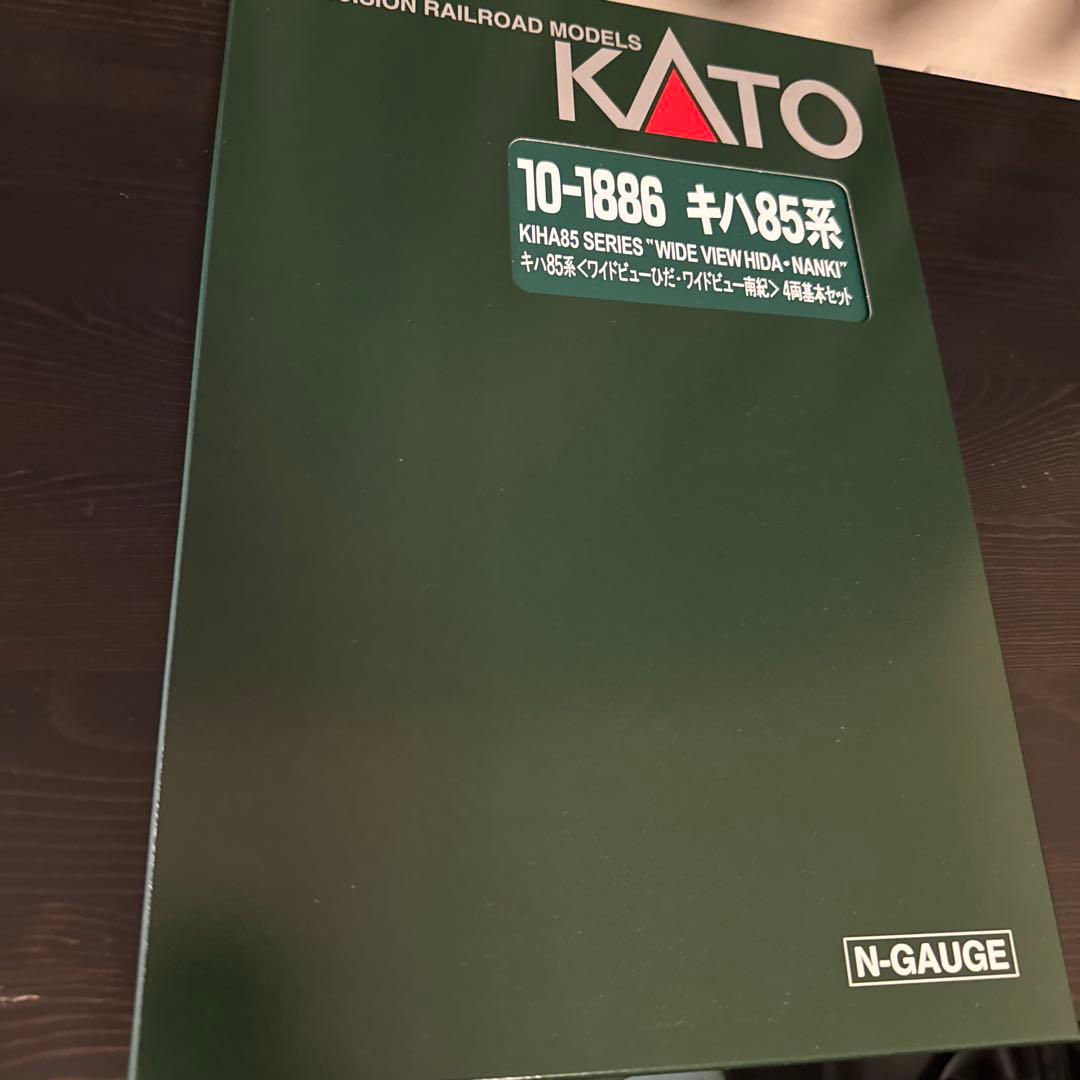 RAILROAD MODELS
KATO
10-1886 キハ85系
KIHA85 SERIES "WIDE VIEW HIDA・NANKI"
キハ85系<ワイドビューひだ・ワイドビュー南紀> 4両基本セット
N-GAUGE